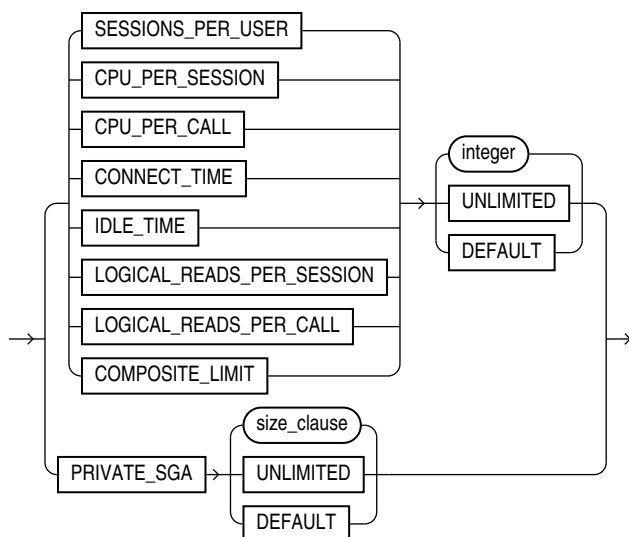 SESSIONS_PER_USER
CPU_PER_SESSION
CPU_PER_CALL
CONNECT_TIME
IDLE_TIME
LOGICAL_READS_PER_SESSION
LOGICAL_READS_PER_CALL
COMPOSITE_LIMIT
integer
UNLIMITED
DEFAULT
PRIVATE_SGA
size_clause
UNLIMITED
DEFAULT